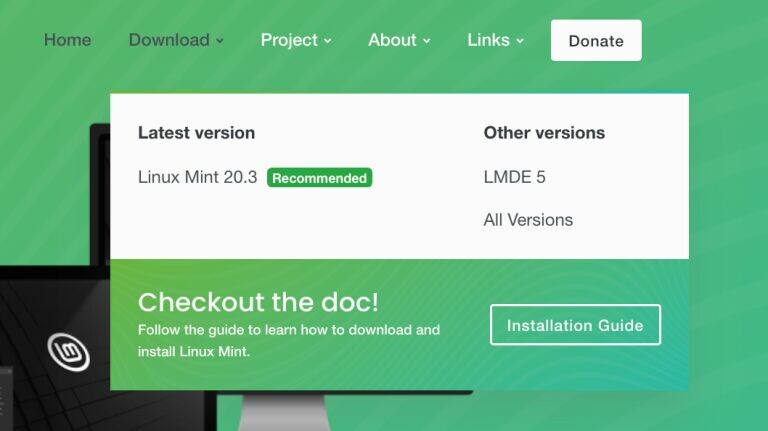 Home Download Project About Links Donate
Latest version
Linux Mint 20.3 Recommended
Other versions
LMDE 5
All Versions
Checkout the doc!
Follow the guide to learn how to download and
install Linux Mint.
Installation Guide